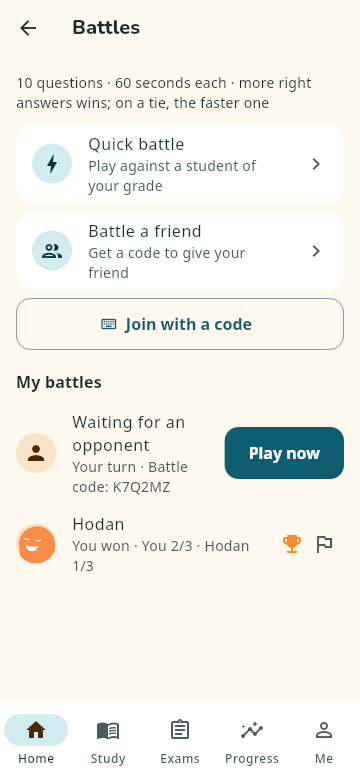 Battles
10 questions · 60 seconds each · more right
answers wins; on a tie, the faster one
Quick battle
Play against a student of
your grade
Battle a friend
Get a code to give your
friend
Join with a code
My battles
Waiting for an
opponent
Your turn · Battle
code: K7Q2MZ
Play now
Hodan
You won · You 2/3 · Hodan
1/3
Home
Study
Exams
Progress
Me